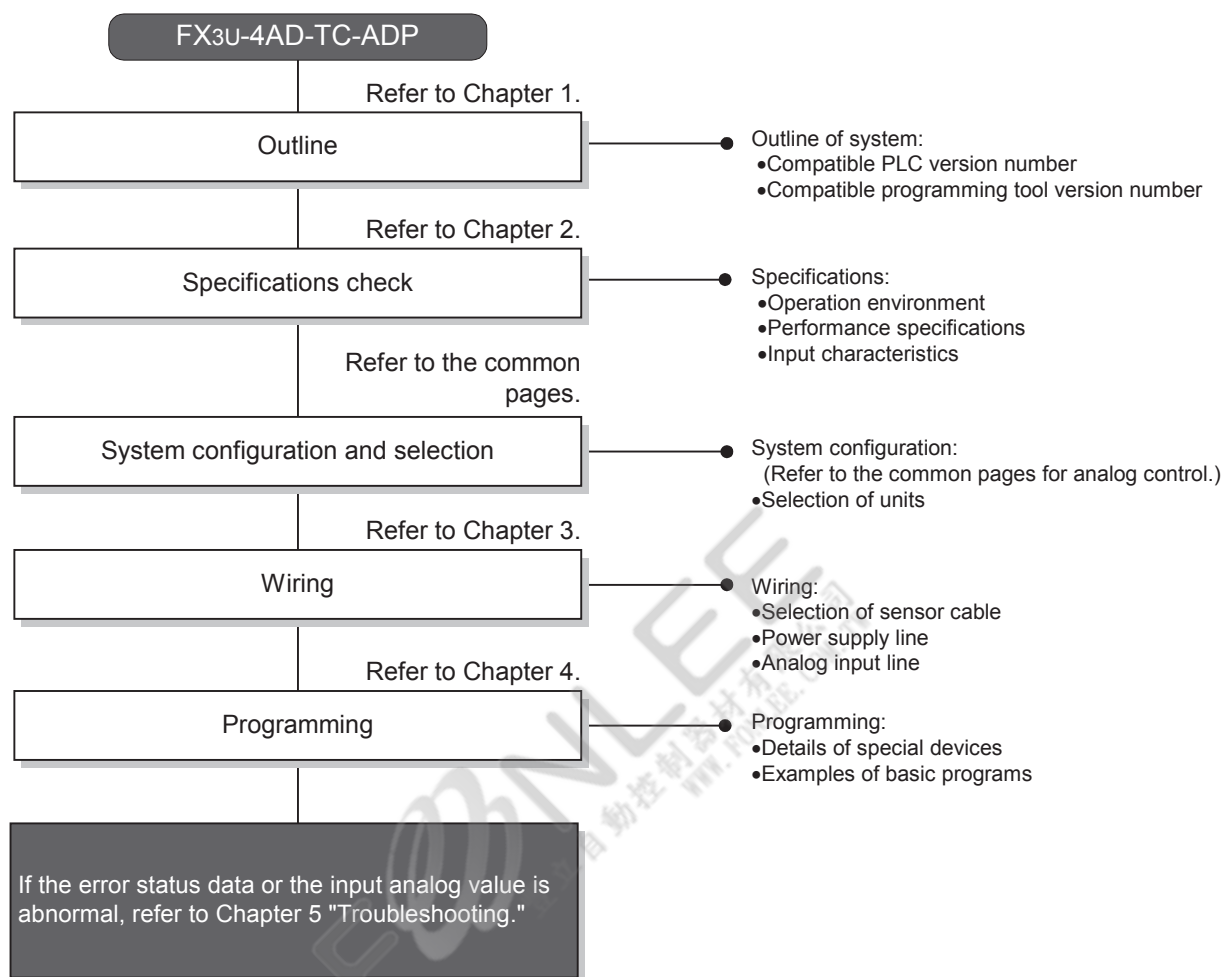 FX3U-4AD-TC-ADP
Refer to Chapter 1.
Outline
Outline of system:
•Compatible PLC version number
•Compatible programming tool version number
Refer to Chapter 2.
Specifications check
Specifications:
•Operation environment
•Performance specifications
•Input characteristics
Refer to the common
pages.
System configuration and selection
System configuration:
(Refer to the common pages for analog control.)
•Selection of units
Refer to Chapter 3.
Wiring
Wiring:
•Selection of sensor cable
•Power supply line
•Analog input line
Refer to Chapter 4.
Programming
Programming:
•Details of special devices
•Examples of basic programs
If the error status data or the input analog value is
abnormal, refer to Chapter 5 "Troubleshooting."